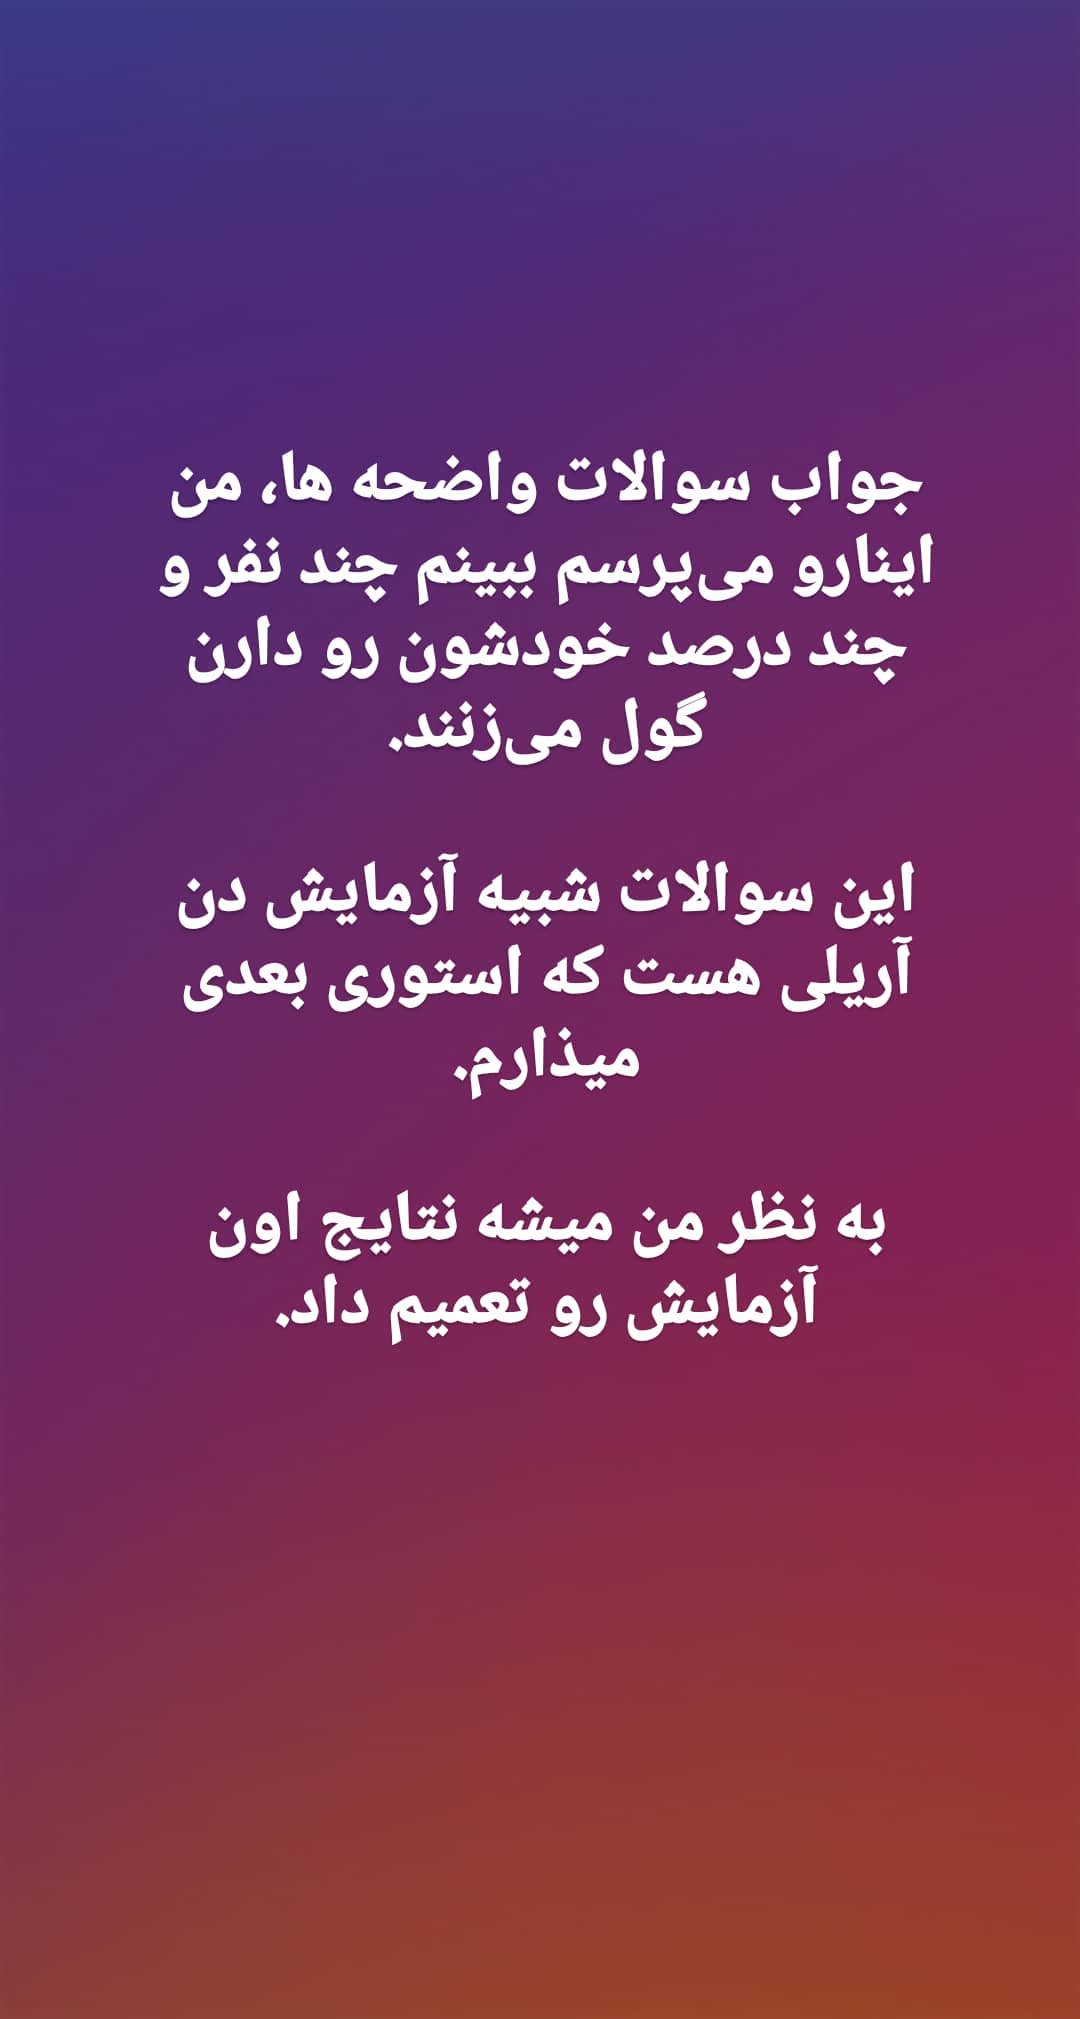 جواب سوالات واضحه ها، من
اینارو می‌پرسم ببینم چند نفر و
چند درصد خودشون رو دارن
گول می‌زنند.
این سوالات شبیه آزمایش دن
آریلی هست که استوری بعدی
میذارم.
به نظر من میشه نتایج اون
آزمایش رو تعمیم داد.